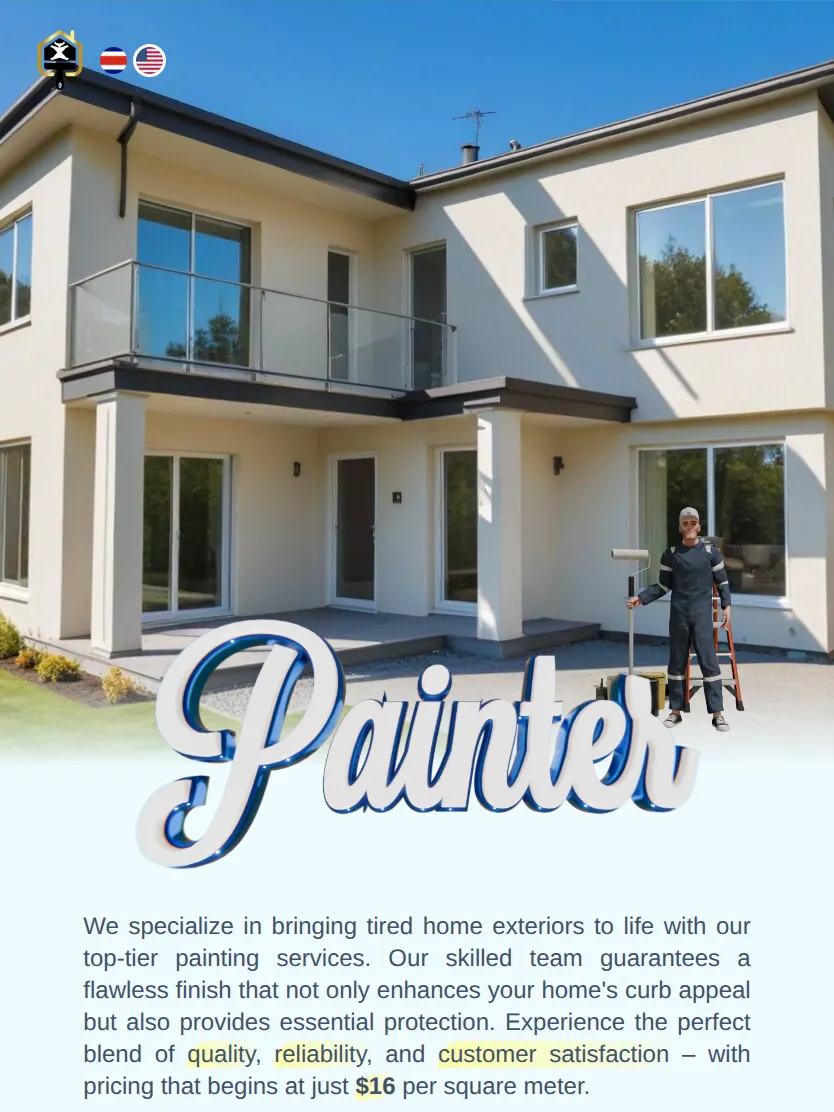 Painter
We specialize in bringing tired home exteriors to life with our
top-tier painting services. Our skilled team guarantees a
flawless finish that not only enhances your home's curb appeal
but also provides essential protection. Experience the perfect
blend of quality, reliability, and customer satisfaction – with
pricing that begins at just $16 per square meter.